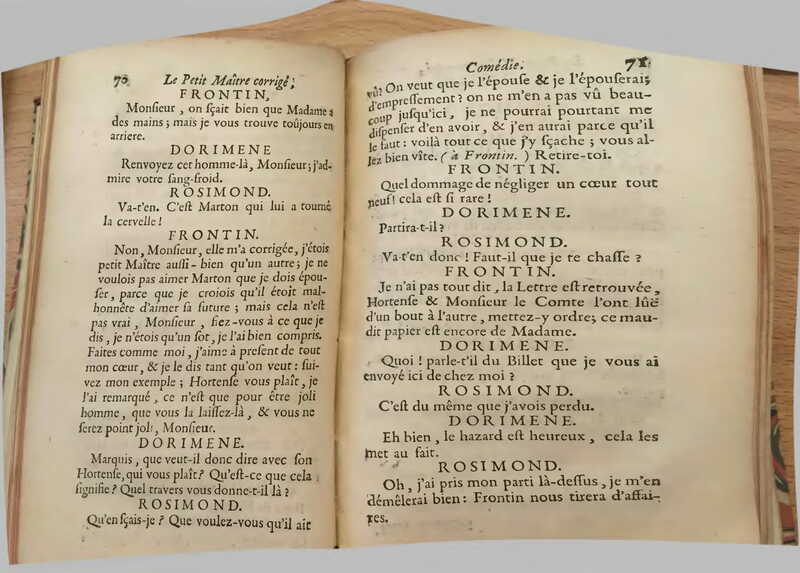 70 Le Petit Maître corrigé,
FRONTIN.
Monsieur, on sçait bien que Madame a
des mains ; mais je vous trouve toûjours en
arriere.
DORIMENE
Renvoyez cet homme-là, Monsieur; j'ad-
mire votre sang-froid.
ROSIMOND.
Va-t'en. C'est Marton qui lui a tourné
la cervelle !
FRONTIN.
Non, Monsieur, elle m'a corrigée, j'étois
petit Maître aussi-bien qu'un autre; je ne
voulois pas aimer Marton que je dois épou-
ser, parce que je croiois qu'il étoit mal-
honnête d'aimer sa future ; mais cela n'est
pas vrai, Monsieur, fiez-vous à ce que je
dis, je n'étois qu'un sot, je l'ai bien compris.
Faites comme moi, j'aime à present de tout
mon cœur, & je le dis tant qu'on veut : sui-
vez mon exemple ; Hortense vous plaît, je
l'ai remarqué, ce n'est que pour être joli
homme, que vous la laissez-là, & vous ne
serez point joli, Monsieur.
DORIMENE.
Marquis, que veut-il donc dire avec son
Hortense, qui vous plaît ? Qu'est-ce que cela
signifie ? Quel travers vous donne-t-il là ?
ROSIMOND.
Qu'en sçais-je ? Que voulez-vous qu'il ait
Comédie. 71
vû? On veut que je l'épouse & je l'épouserai;
d'empressement ? on ne m'en a pas vû beau-
coup jusqu'ici, je ne pourrai pourtant me
dispenser d'en avoir, & j'en aurai parce qu'il
le faut : voilà tout ce que j'y sçache ; vous al-
lez bien vîte. ( à Frontin. ) Retire-toi.
FRONTIN.
Quel dommage de négliger un cœur tout
neuf! cela est si rare !
DORIMENE.
Partira-t-il ?
ROSIMOND.
Va-t'en donc ! Faut-il que je te chasse ?
FRONTIN.
Je n'ai pas tout dit, la Lettre est retrouvée,
Hortense & Monsieur le Comte l'ont lûë
d'un bout à l'autre, mettez-y ordre; ce mau-
dit papier est encore de Madame.
DORIMENE.
Quoi ! parle-t'il du Billet que je vous ai
envoyé ici de chez moi ?
ROSIMOND.
C'est du même que j'avois perdu.
DORIMENE.
Eh bien, le hazard est heureux, cela les
met au fait.
ROSIMOND.
Oh, j'ai pris mon parti là-dessus, je m'en
démêlerai bien : Frontin nous tirera d'affai-
res.